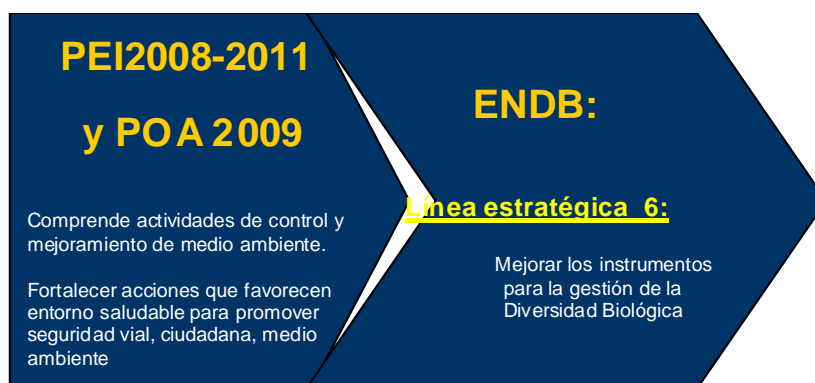 PEI2008-2011
y POA 2009
Comprende actividades de control y
mejoramiento de medio ambiente.
Fortalecer acciones que favorecen
entorno saludable para promover
seguridad vial, ciudadana, medio
ambiente
ENDB:
Línea estratégica 6:
Mejorar los instrumentos
para la gestión de la
Diversidad Biológica